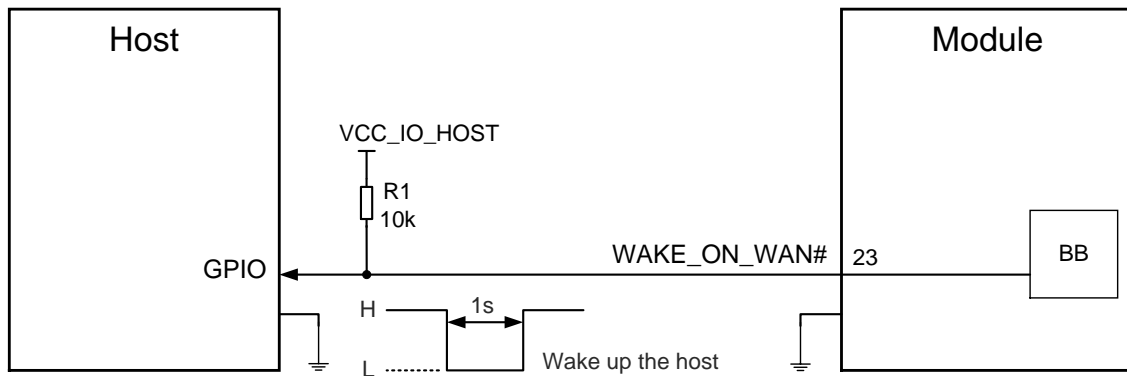 Host
Module
VCC_IO_HOST
R1
10k
GPIO
WAKE_ON_WAN#
23
BB
H
1s
L
Wake up the host